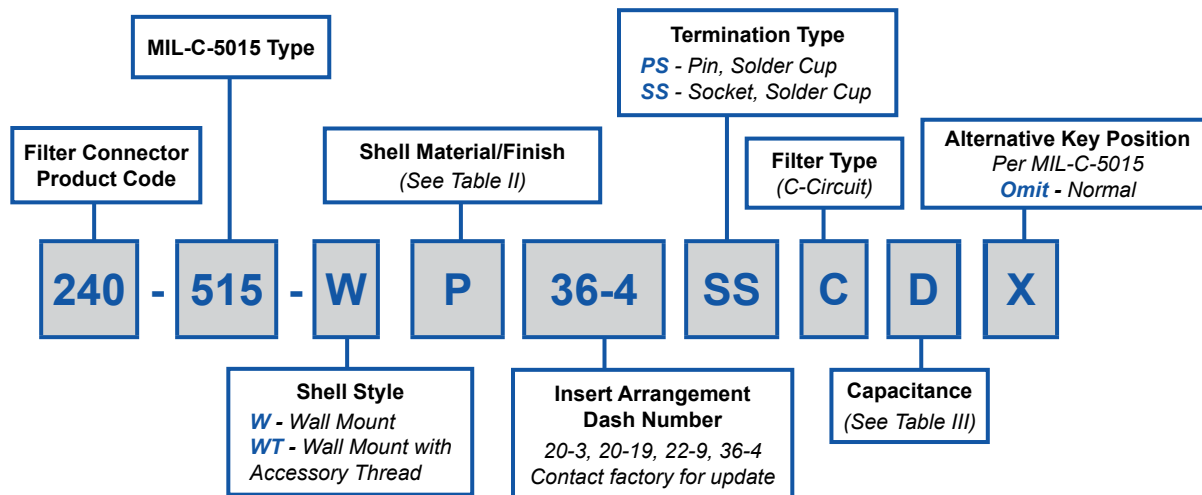 MIL-C-5015 Type
Termination Type
PS - Pin, Solder Cup
SS - Socket, Solder Cup
Filter Connector
Product Code
Shell Material/Finish
(See Table II)
Filter Type
(C-Circuit)
Alternative Key Position
Per MIL-C-5015
Omit - Normal
240 - 515 - W P 36-4 SS C D X
Shell Style
W - Wall Mount
WT - Wall Mount with
Accessory Thread
Insert Arrangement
Dash Number
20-3, 20-19, 22-9, 36-4
Contact factory for update
Capacitance
(See Table III)